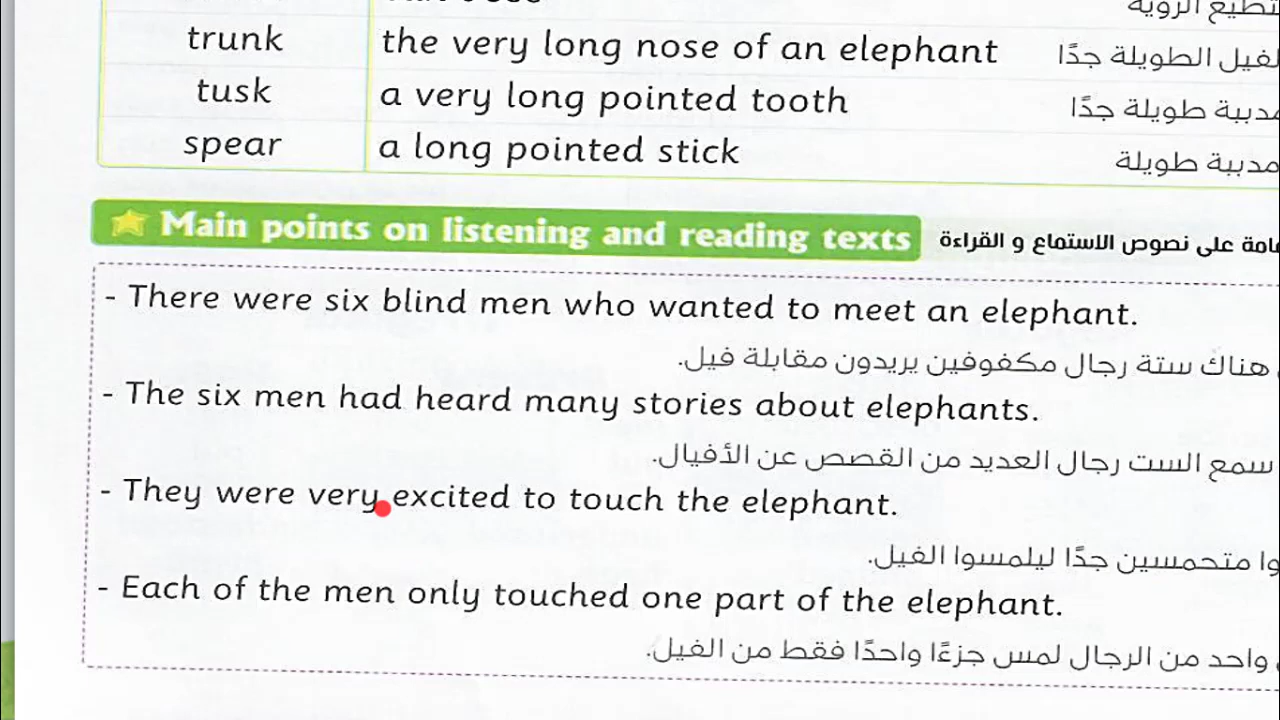 trunk the very long nose of an elephant الطويلة جدًا
tusk a very long pointed tooth طويلة جدًا
spear a long pointed stick طويلة
Main points on listening and reading texts على نصوص الاستماع و القراءة
- There were six blind men who wanted to meet an elephant.
هناك ستة رجال مكفوفين يريدون مقابلة فيل.
- The six men had heard many stories about elephants.
سمع الست رجال العديد من القصص عن الأفيال.
- They were very excited to touch the elephant.
متحمسين جدًا ليلمسوا الفيل.
- Each of the men only touched one part of the elephant.
واحد من الرجال لمس جزءًا واحدًا فقط من الفيل.